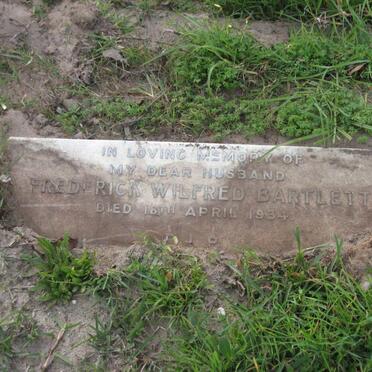 IN LOVING MEMORY OF
MY DEAR HUSBAND
FREDERICK WILFRED BARTLETT
DIED 16TH APRIL 1934